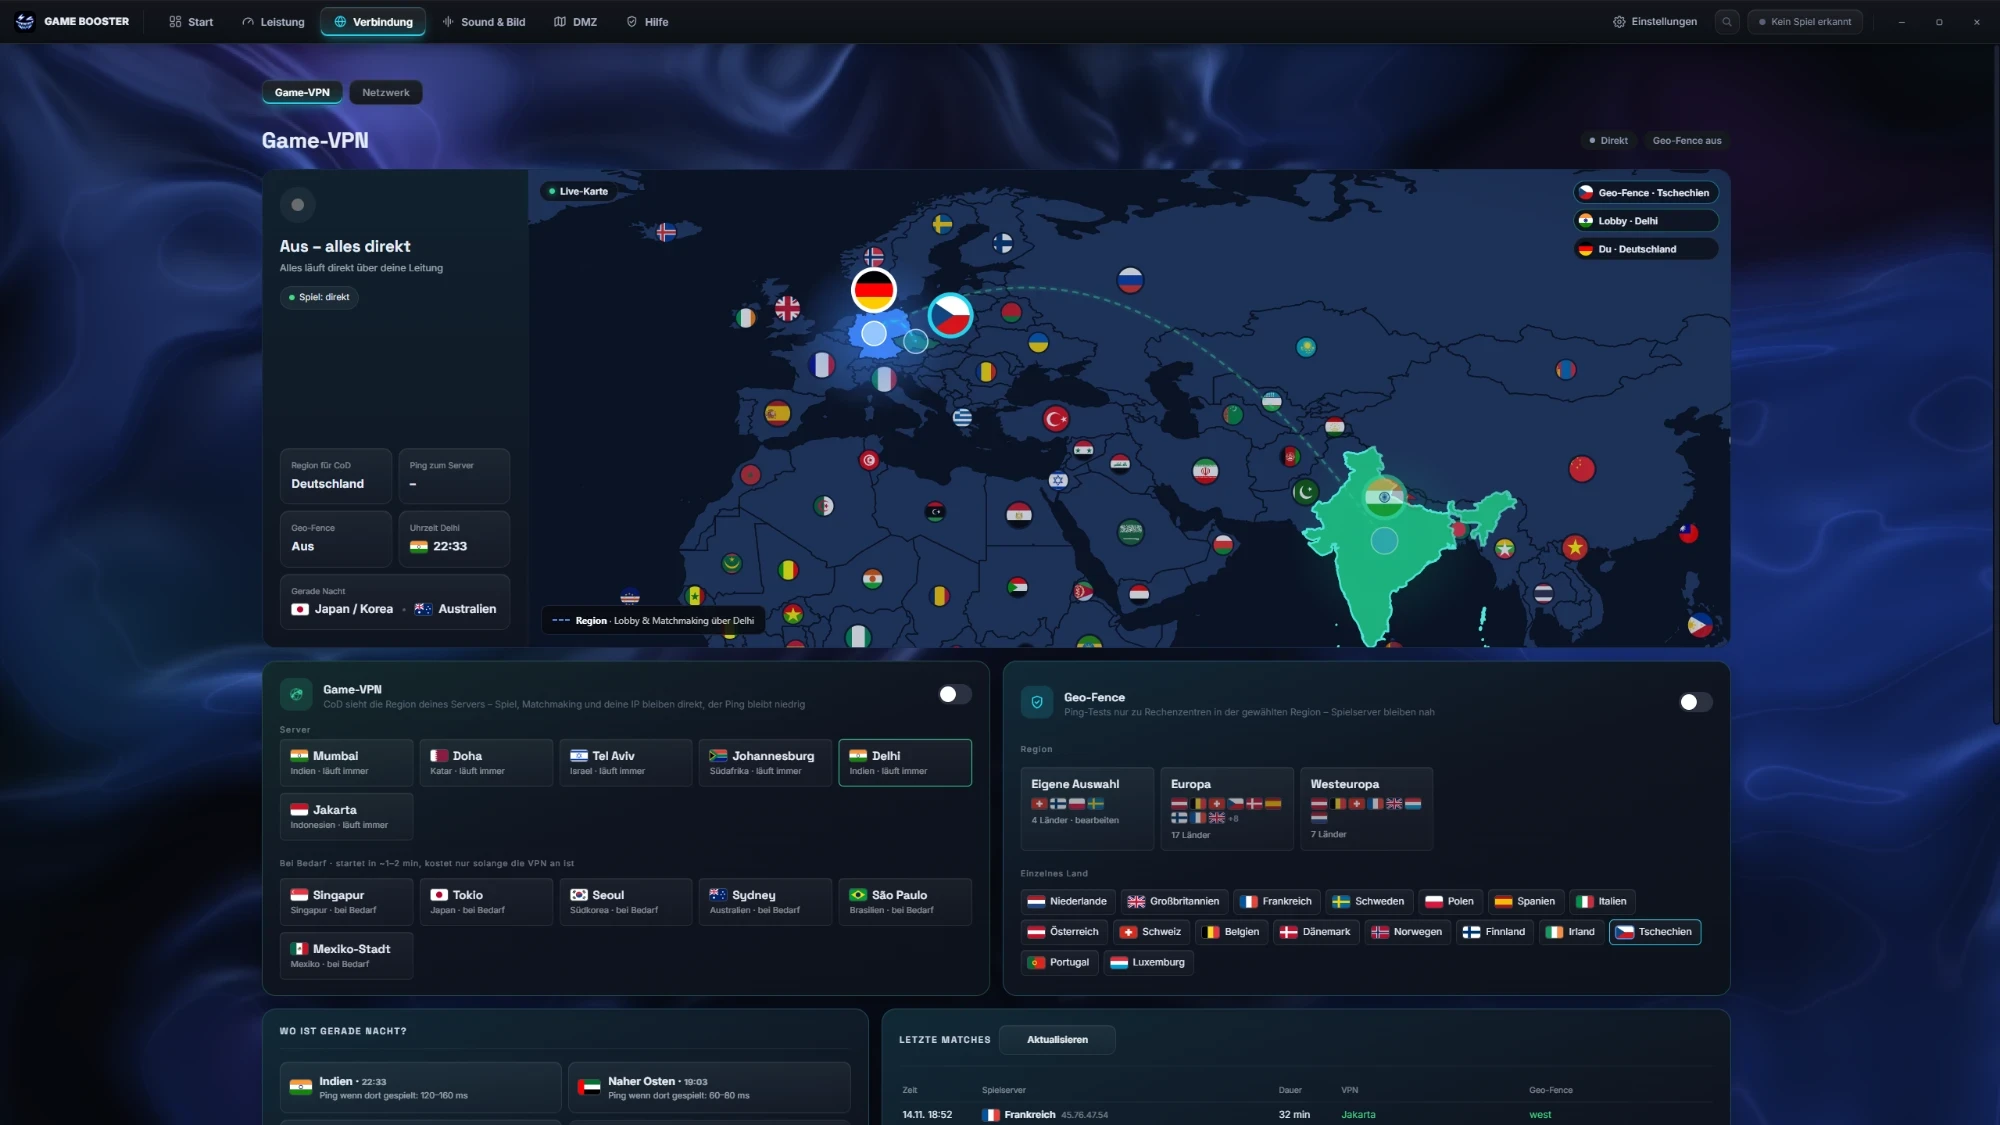 GAME BOOSTER
Start
Leistung
Verbindung
Sound & Bild
DMZ
Hilfe
Einstellungen
Kein Spiel erkannt
Game-VPN
Netzwerk
Game-VPN
Direkt
Geo-Fence aus
Aus – alles direkt
Alles läuft direkt über deine Leitung
Spiel: direkt
Region für CoD
Deutschland
Ping zum Server
–
Geo-Fence
Aus
Uhrzeit Delhi
22:33
Gerade Nacht
Japan / Korea • Australien
Live-Karte
Geo-Fence · Tschechien
Lobby · Delhi
Du · Deutschland
Region · Lobby & Matchmaking über Delhi
Game-VPN
CoD sieht die Region deines Servers – Spiel, Matchmaking und deine IP bleiben direkt, der Ping bleibt niedrig
Server
Mumbai
Indien · läuft immer
Doha
Katar · läuft immer
Tel Aviv
Israel · läuft immer
Johannesburg
Südafrika · läuft immer
Delhi
Indien · läuft immer
Jakarta
Indonesien · läuft immer
Bei Bedarf · startet in ~1–2 min, kostet nur solange die VPN an ist
Singapur
Singapur · bei Bedarf
Tokio
Japan · bei Bedarf
Seoul
Südkorea · bei Bedarf
Sydney
Australien · bei Bedarf
São Paulo
Brasilien · bei Bedarf
Mexiko-Stadt
Mexiko · bei Bedarf
Geo-Fence
Ping-Tests nur zu Rechenzentren in der gewählten Region – Spielserver bleiben nah
Region
Eigene Auswahl
4 Länder · bearbeiten
Europa
+8
17 Länder
Westeuropa
7 Länder
Einzelnes Land
Niederlande
Großbritannien
Frankreich
Schweden
Polen
Spanien
Italien
Österreich
Schweiz
Belgien
Dänemark
Norwegen
Finnland
Irland
Tschechien
Portugal
Luxemburg
WO IST GERADE NACHT?
Indien · 22:33
Ping wenn dort gespielt: 120–160 ms
Naher Osten · 19:03
Ping wenn dort gespielt: 60–80 ms
LETZTE MATCHES
Aktualisieren
Zeit
Spielserver
Dauer
VPN
Geo-Fence
14.11. 18:52
Frankreich 45.76.47.54
32 min
Jakarta
west